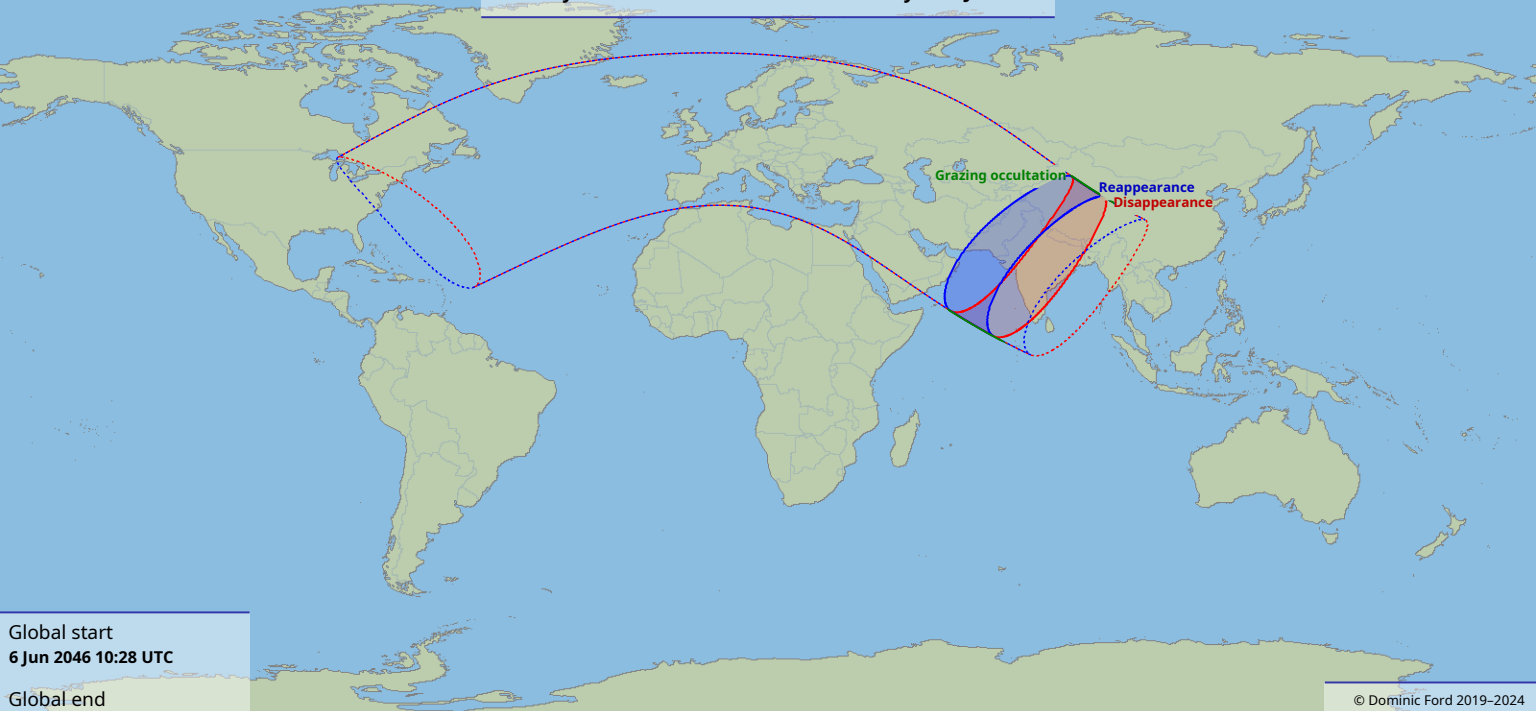 Grazing occultation
Reappearance
Disappearance
Global start
6 Jun 2046 10:28 UTC
Global end
© Dominic Ford 2019–2024